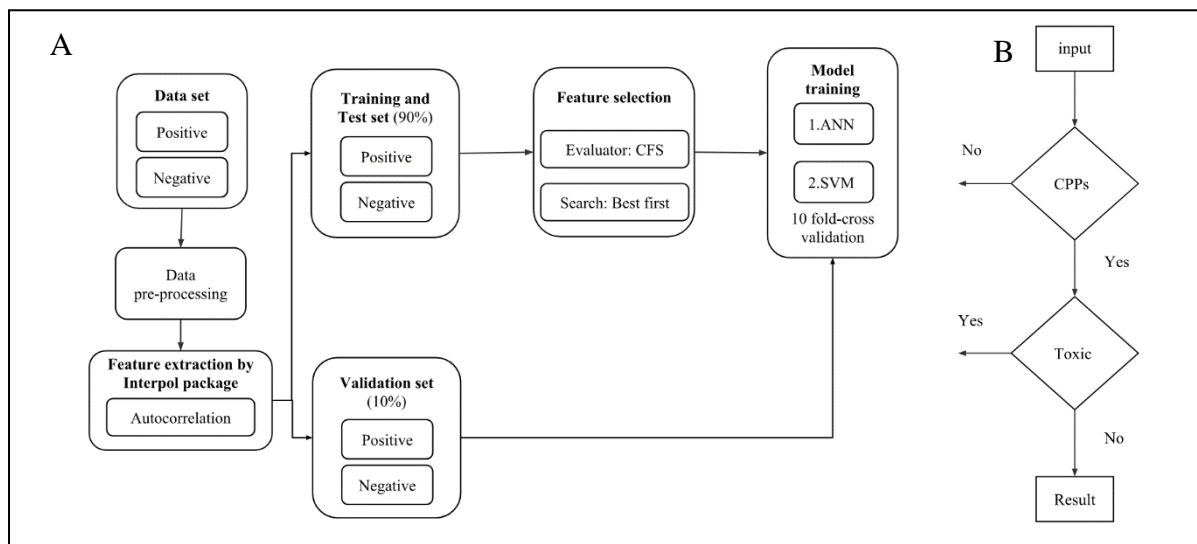 A
Data set
Positive
Negative
Data
pre-processing
Feature extraction by
Interpol package
Autocorrelation
Training and
Test set (90%)
Positive
Negative
Validation set
(10%)
Positive
Negative
Feature selection
Evaluator: CFS
Search: Best first
Model
training
1.ANN
2.SVM
10 fold-cross
validation
B
input
No
CPPs
Yes
Yes
Toxic
No
Result